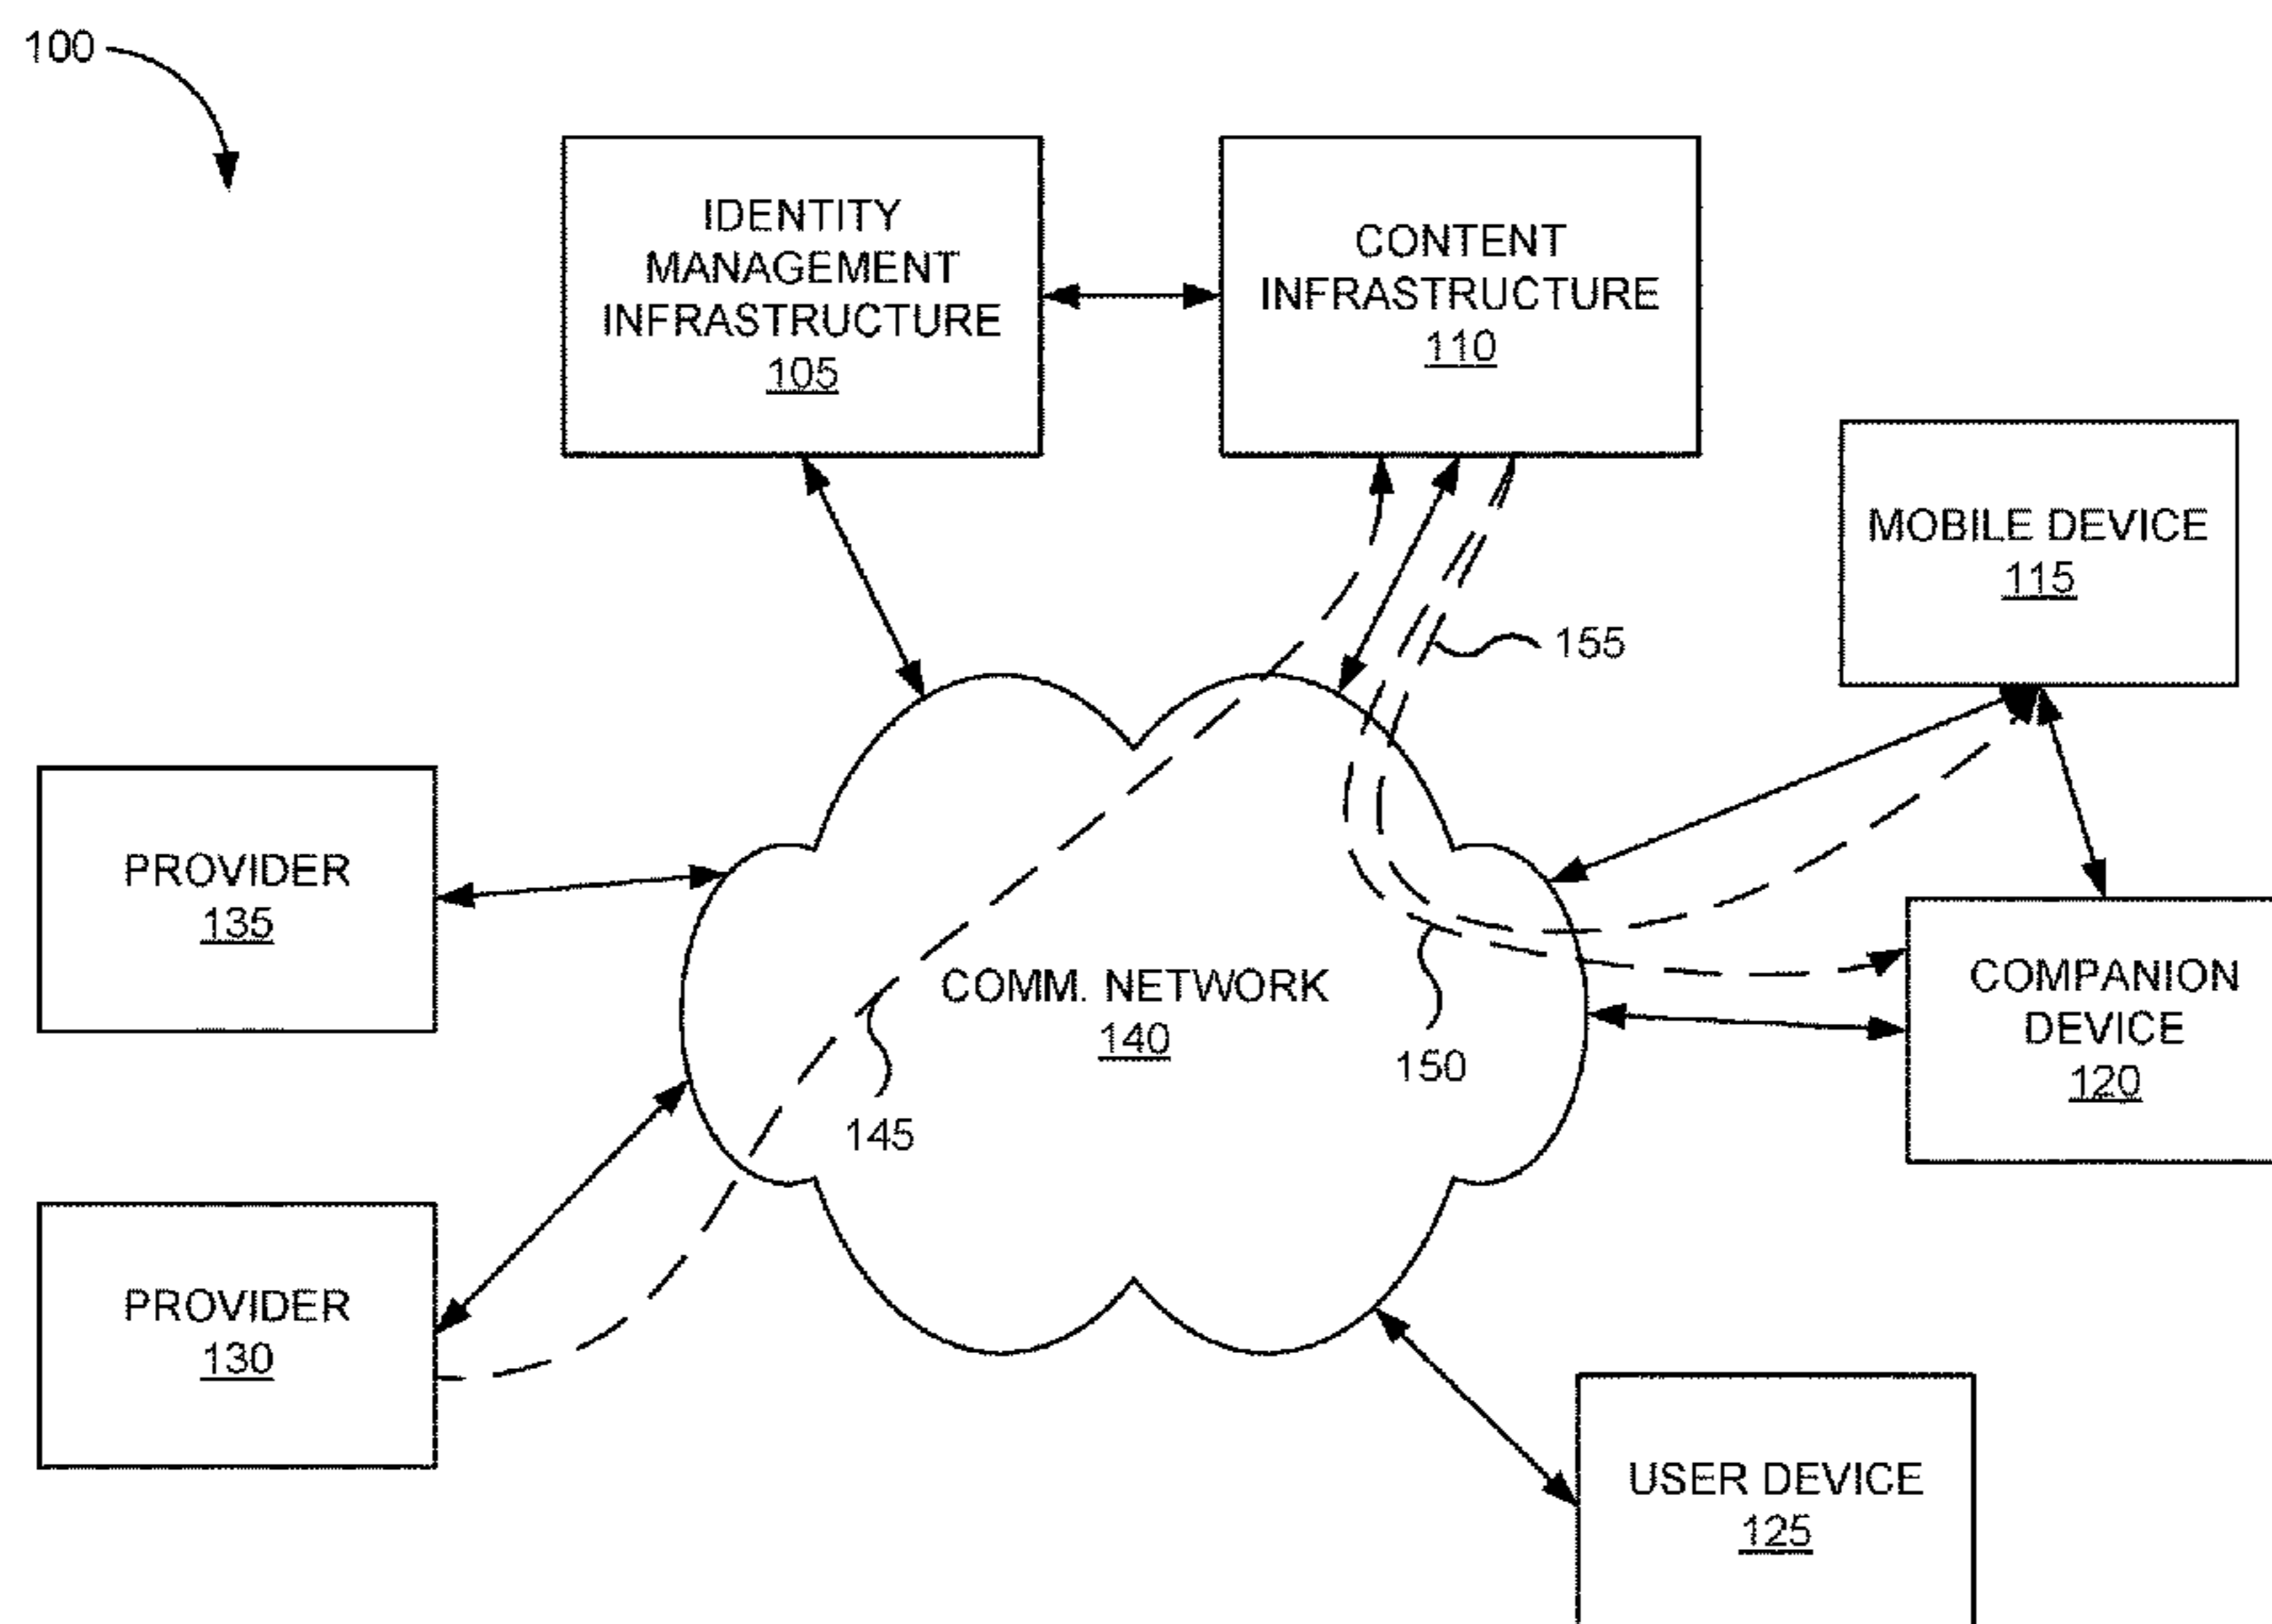 100
IDENTITY
MANAGEMENT
INFRASTRUCTURE
105
CONTENT
INFRASTRUCTURE
110
MOBILE DEVICE
115
155
PROVIDER
135
COMM. NETWORK
140
COMPANION
DEVICE
120
150
145
PROVIDER
130
USER DEVICE
125